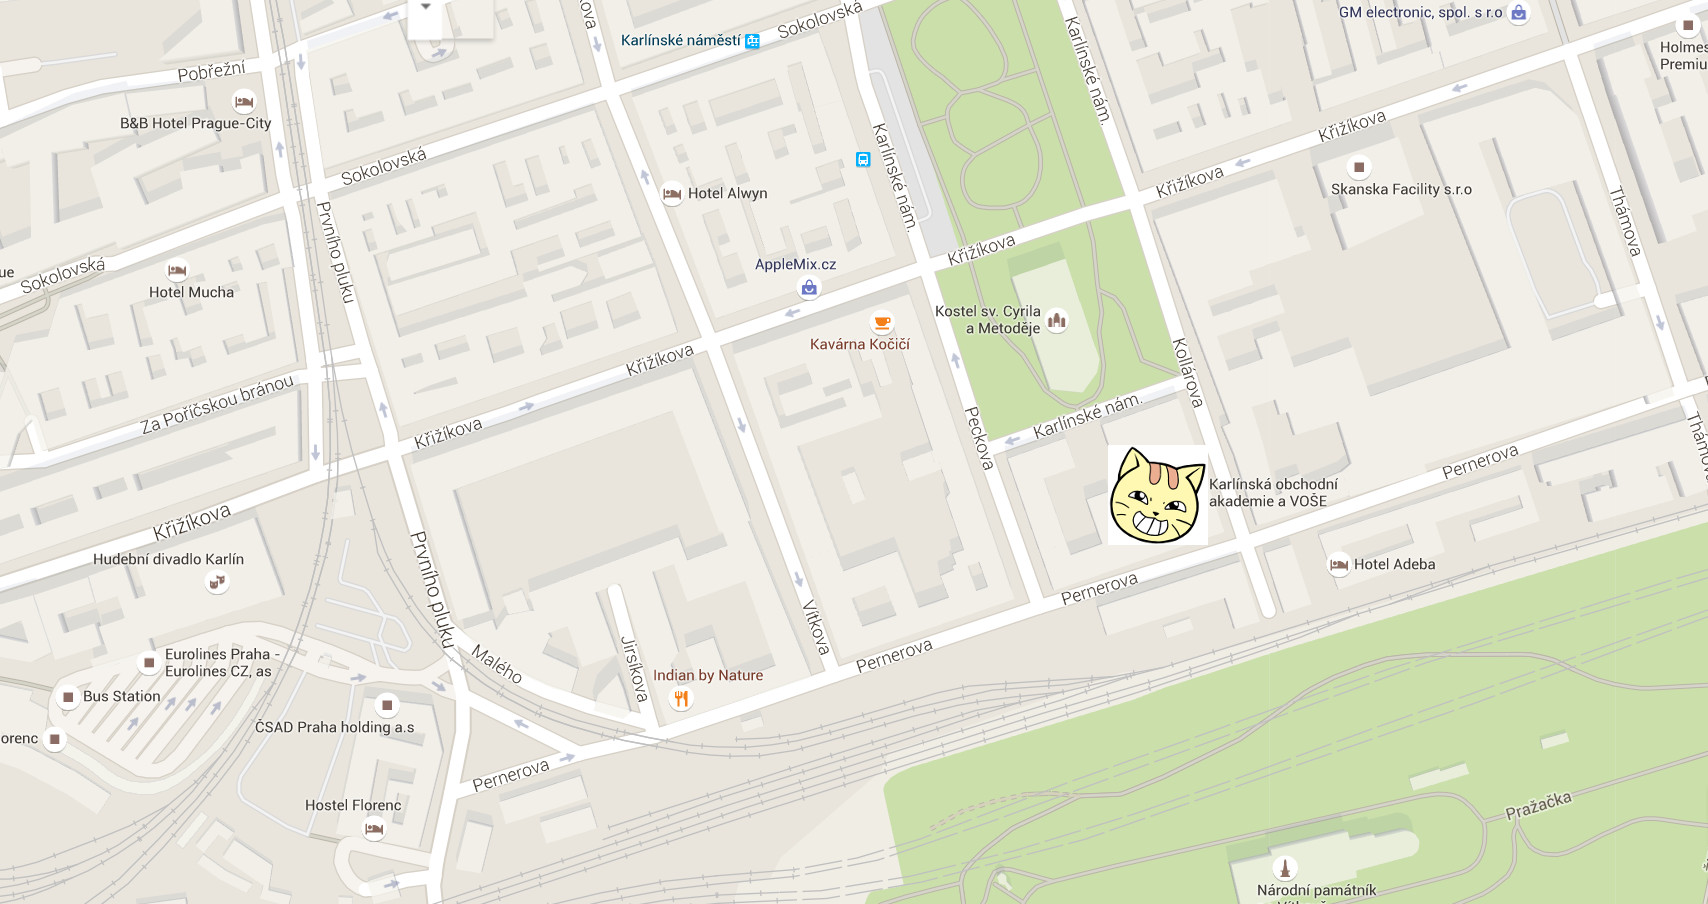 GM electronic, spol. s r.o
Karlínské náměstí
Sokolovská
Karlínské nám.
Holmes
Premiu
Pobřežní
B&B Hotel Prague-City
Křižíkova
Sokolovská
Karlínské nám.
Hotel Alwyn
Křižíkova
Skanska Facility s.r.o
Prvního pluku
Thámova
Křižíkova
Sokolovská
AppleMix.cz
Hotel Mucha
Kostel sv. Cyrila
a Metoděje
Kavárna Kočičí
Křižíkova
Kollárova
Za Poříčskou bránou
Karlínské nám.
Peckova
Křižíkova
Thámova
Pernerova
Karlínská obchodní
akademie a VOŠE
Křižíkova
Hudební divadlo Karlín
Prvního pluku
Hotel Adeba
Pernerova
Vítkova
Pernerova
Malého
Jirsíkova
Eurolines Praha -
Eurolines CZ, as
Indian by Nature
Bus Station
ČSAD Praha holding a.s
orenc
Pernerova
Hostel Florenc
Pražačka
Národní památník